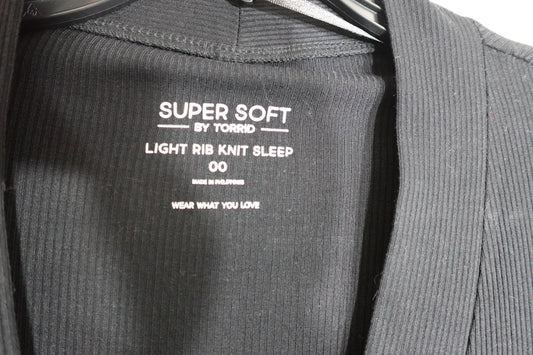 SUPER SOFT
BY TORRID
LIGHT RIB KNIT SLEEP
00
MADE IN PHILIPPINES
WEAR WHAT YOU LOVE